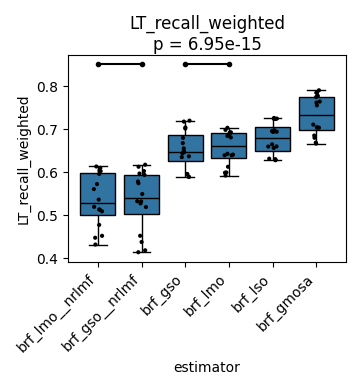 LT_recall_weighted
p = 6.95e-15
LT_recall_weighted
0.8
0.7
0.6
0.5
0.4
brf_lmo__nrlmf
brf_gso__nrlmf
brf_gso
brf_lmo
brf_lso
brf_gmosa
estimator